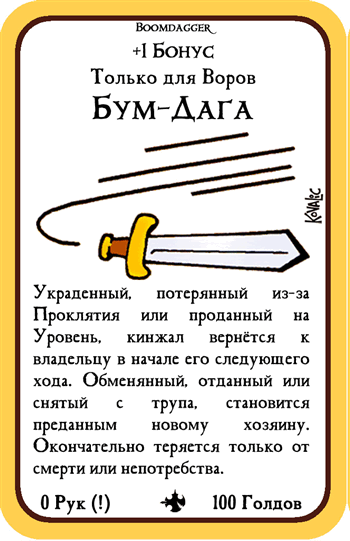 Boomdagger
+1 Бонус
Только для Воров
Бум-Дага
Kovalic
Украденный, потерянный из-за
Проклятия или проданный на
Уровень, кинжал вернётся к
владельцу в начале его следующего
хода. Обменянный, отданный или
снятый с трупа, становится
преданным новому хозяину.
Окончательно теряется только от
смерти или непотребства.
0 Рук (!)
100 Голдов